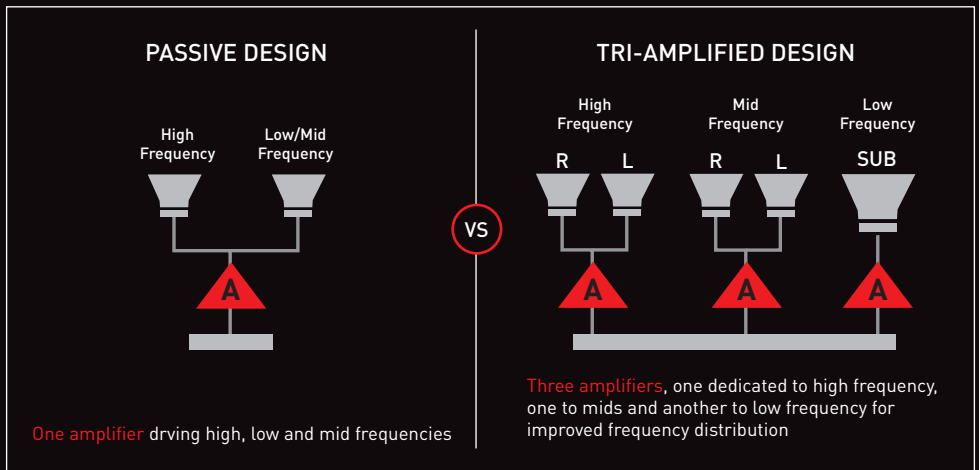 PASSIVE DESIGN
High
Frequency
Low/Mid
Frequency
A
One amplifier drving high, low and mid frequencies
VS
TRI-AMPLIFIED DESIGN
High
Frequency
R L
Mid
Frequency
R L
Low
Frequency
SUB
A A A
Three amplifiers, one dedicated to high frequency,
one to mids and another to low frequency for
improved frequency distribution